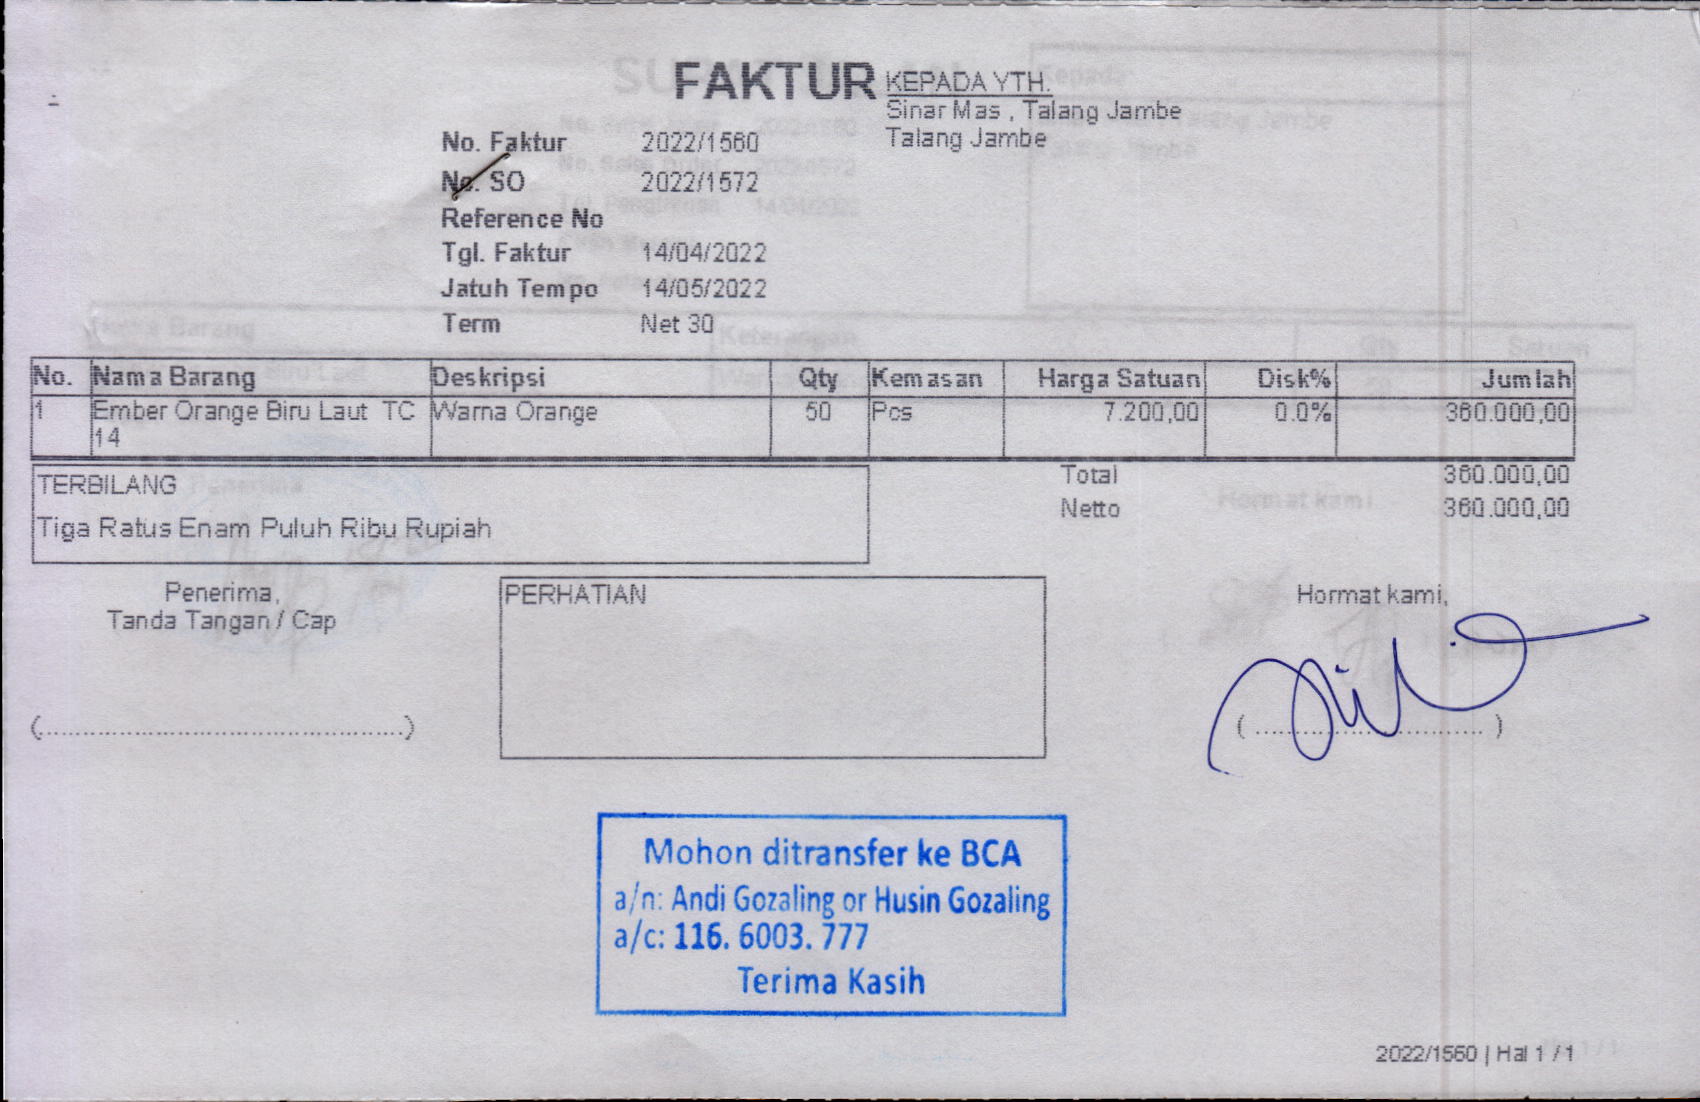 FAKTUR
KEPADA YTH.
Sinar Mas , Talang Jambe
Talang Jambe
No. Faktur 2022/1560
No. SO 2022/1572
Reference No
Tgl. Faktur 14/04/2022
Jatuh Tempo 14/05/2022
Term Net 30
No. Nama Barang Deskripsi Qty Kemasan Harga Satuan Disk% Jumlah
1 Ember Orange Biru Laut TC Warna Orange 50 Pcs 7.200,00 0.0% 360.000,00
14
TERBILANG
Tiga Ratus Enam Puluh Ribu Rupiah
Total 360.000,00
Netto 360.000,00
Penerima,
Tanda Tangan / Cap
PERHATIAN
Hormat kami,
Mohon ditransfer ke BCA
a/n: Andi Gozaling or Husin Gozaling
a/c: 116. 6003. 777
Terima Kasih
2022/1560 | Hal 1 / 1